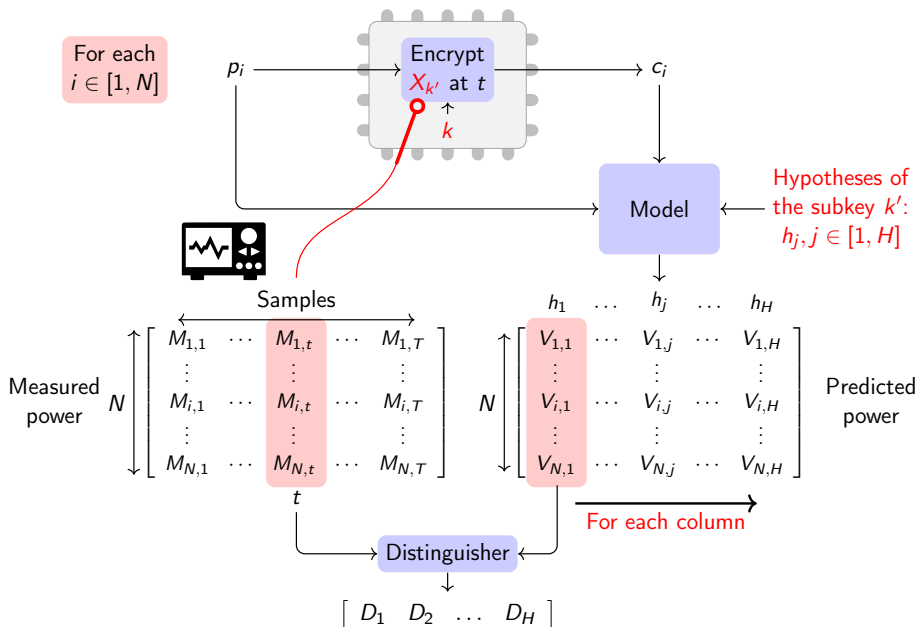 For each
i ∈ [1, N]
p_i
Encrypt
X_{k′} at t
k
c_i
Model
Hypotheses of
the subkey k′:
h_j, j ∈ [1, H]
Samples
h_1 … h_j … h_H
Measured
power
N
M_{1,1} ⋯ M_{1,t} ⋯ M_{1,T}
⋮ ⋮ ⋮
M_{i,1} ⋯ M_{i,t} ⋯ M_{i,T}
⋮ ⋮ ⋮
M_{N,1} ⋯ M_{N,t} ⋯ M_{N,T}
t
N
V_{1,1} ⋯ V_{1,j} ⋯ V_{1,H}
⋮ ⋮ ⋮
V_{i,1} ⋯ V_{i,j} ⋯ V_{i,H}
⋮ ⋮ ⋮
V_{N,1} ⋯ V_{N,j} ⋯ V_{N,H}
Predicted
power
For each column
Distinguisher
[ D_1 D_2 … D_H ]